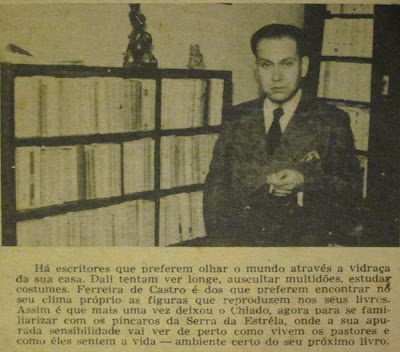 Há escritores que preferem olhar o mundo através a vidraça
da sua casa. Dali tentam ver longe, auscultar multidões, estudar
costumes. Ferreira de Castro é dos que preferem encontrar no
seu clima próprio as figuras que reproduzem nos seus livros.
Assim é que mais uma vez deixou o Chiado, agora para se fami-
liarizar com os píncaros da Serra da Estrêla, onde a sua apu-
rada sensibilidade vai ver de perto como vivem os pastores e
como êles sentem a vida — ambiente certo do seu próximo livro.